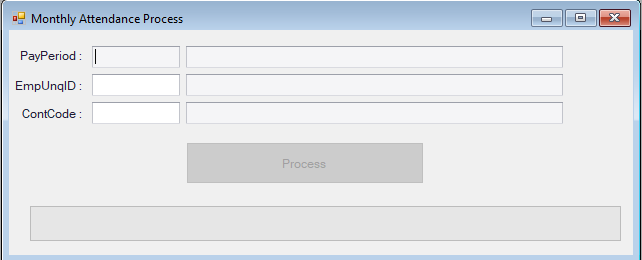 Monthly Attendance Process
PayPeriod :
EmpUnqID :
ContCode :
Process